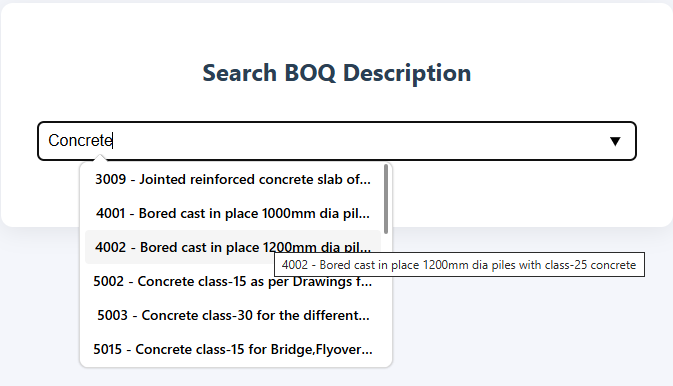 Search BOQ Description
Concrete
3009 - Jointed reinforced concrete slab of...
4001 - Bored cast in place 1000mm dia pil...
4002 - Bored cast in place 1200mm dia pil...
4002 - Bored cast in place 1200mm dia piles with class-25 concrete
5002 - Concrete class-15 as per Drawings f...
5003 - Concrete class-30 for the different...
5015 - Concrete class-15 for Bridge,Flyover...